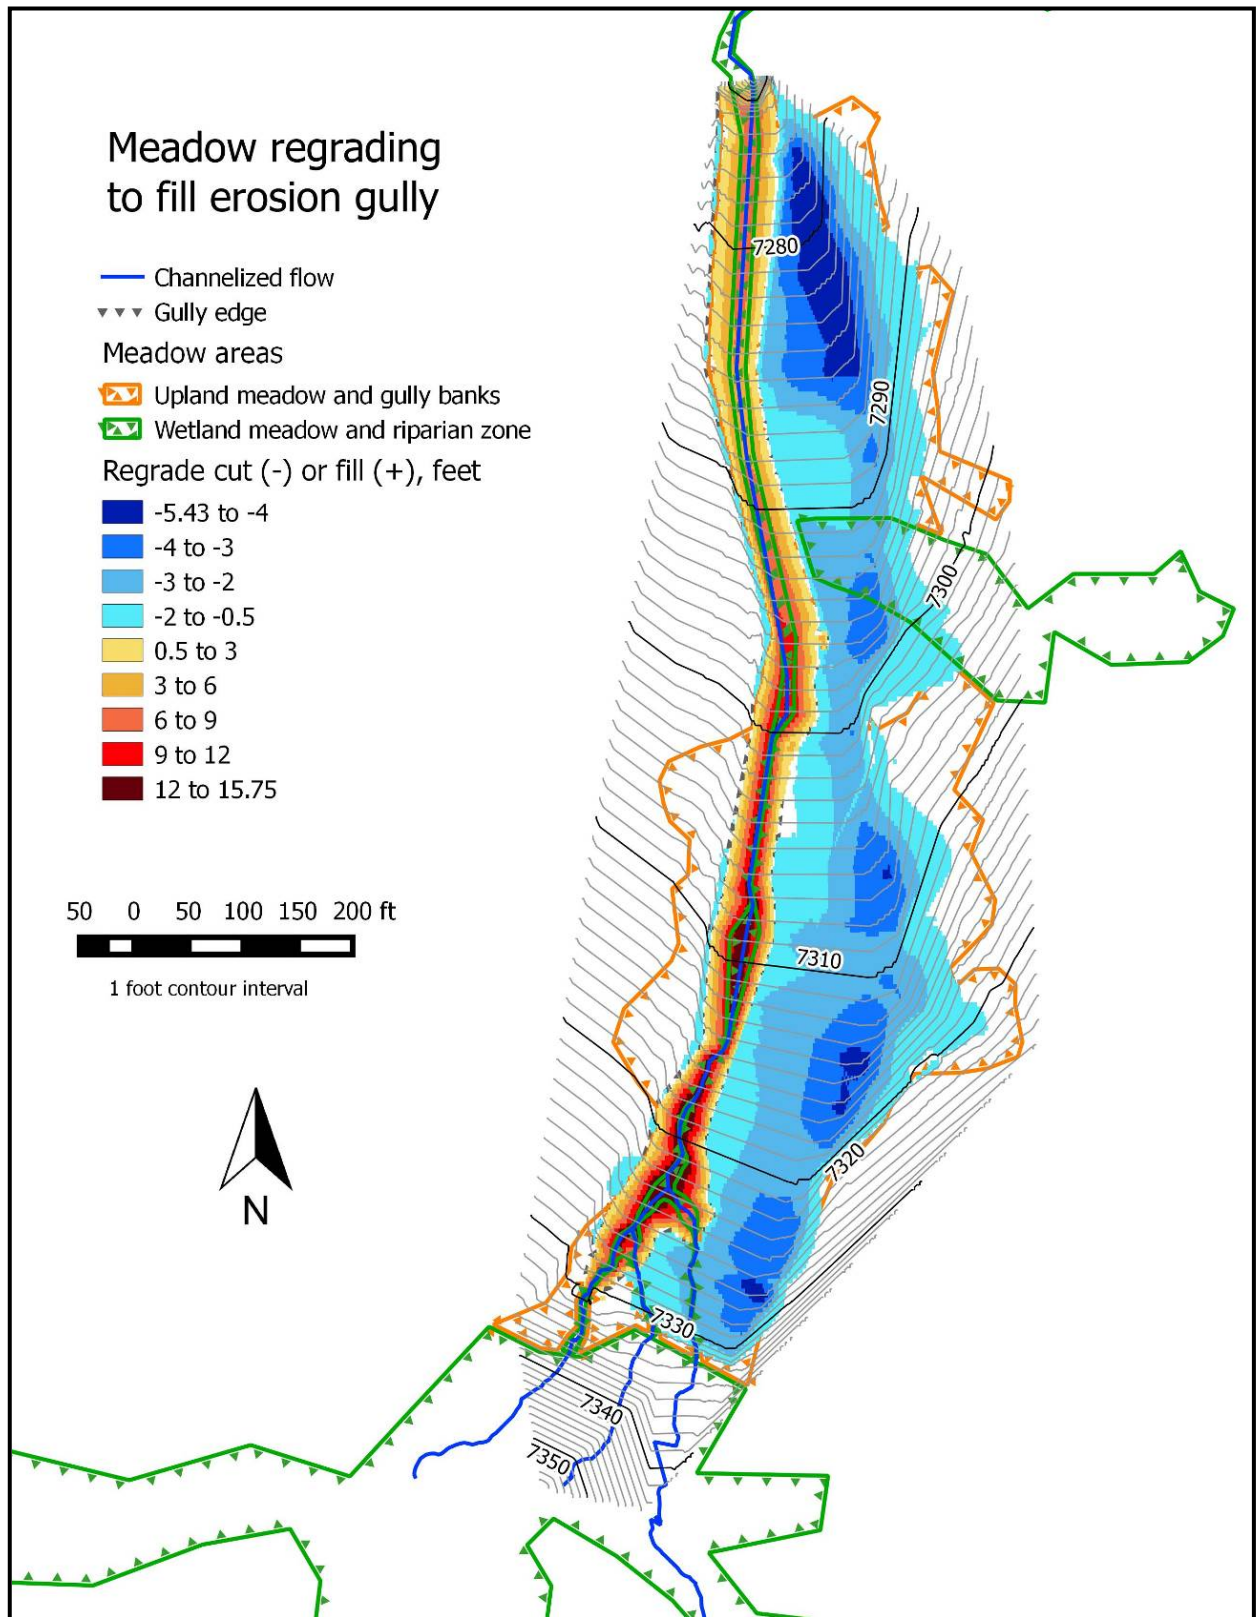 Meadow regrading
to fill erosion gully
Channelized flow
Gully edge
Meadow areas
Upland meadow and gully banks
Wetland meadow and riparian zone
Regrade cut (-) or fill (+), feet
-5.43 to -4
-4 to -3
-3 to -2
-2 to -0.5
0.5 to 3
3 to 6
6 to 9
9 to 12
12 to 15.75
50 0 50 100 150 200 ft
1 foot contour interval
N
7280
7290
7300
7310
7320
7330
7340
7350